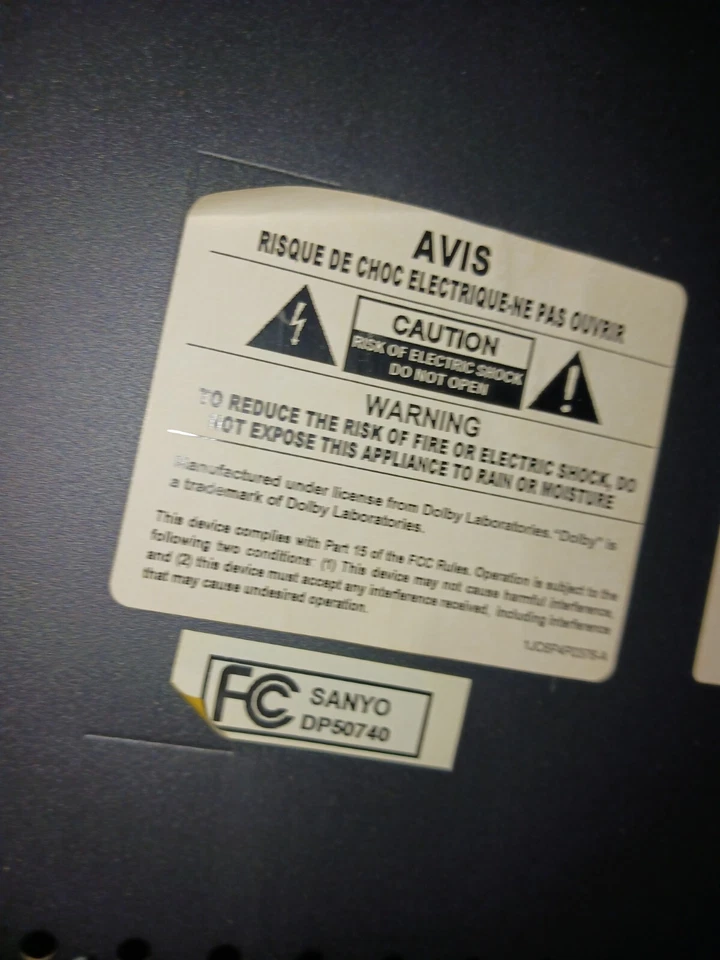 AVIS
RISQUE DE CHOC ELECTRIQUE-NE PAS OUVRIR
CAUTION
RISK OF ELECTRIC SHOCK
DO NOT OPEN
WARNING
TO REDUCE THE RISK OF FIRE OR ELECTRIC SHOCK, DO
NOT EXPOSE THIS APPLIANCE TO RAIN OR MOISTURE
Manufactured under license from Dolby Laboratories. "Dolby" is
a trademark of Dolby Laboratories.
This device complies with Part 15 of the FCC Rules. Operation is subject to the
following two conditions: (1) This device may not cause harmful interference,
and (2) this device must accept any interference received, including interference
that may cause undesired operation.
FC SANYO
DP50740